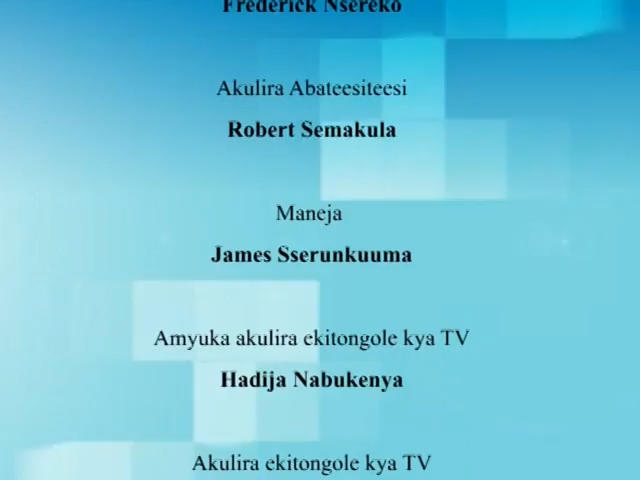 Frederick Nsereko
Akulira Abateesiteesi
Robert Semakula
Maneja
James Sserunkuuma
Amyuka akulira ekitongole kya TV
Hadija Nabukenya
Akulira ekitongole kya TV